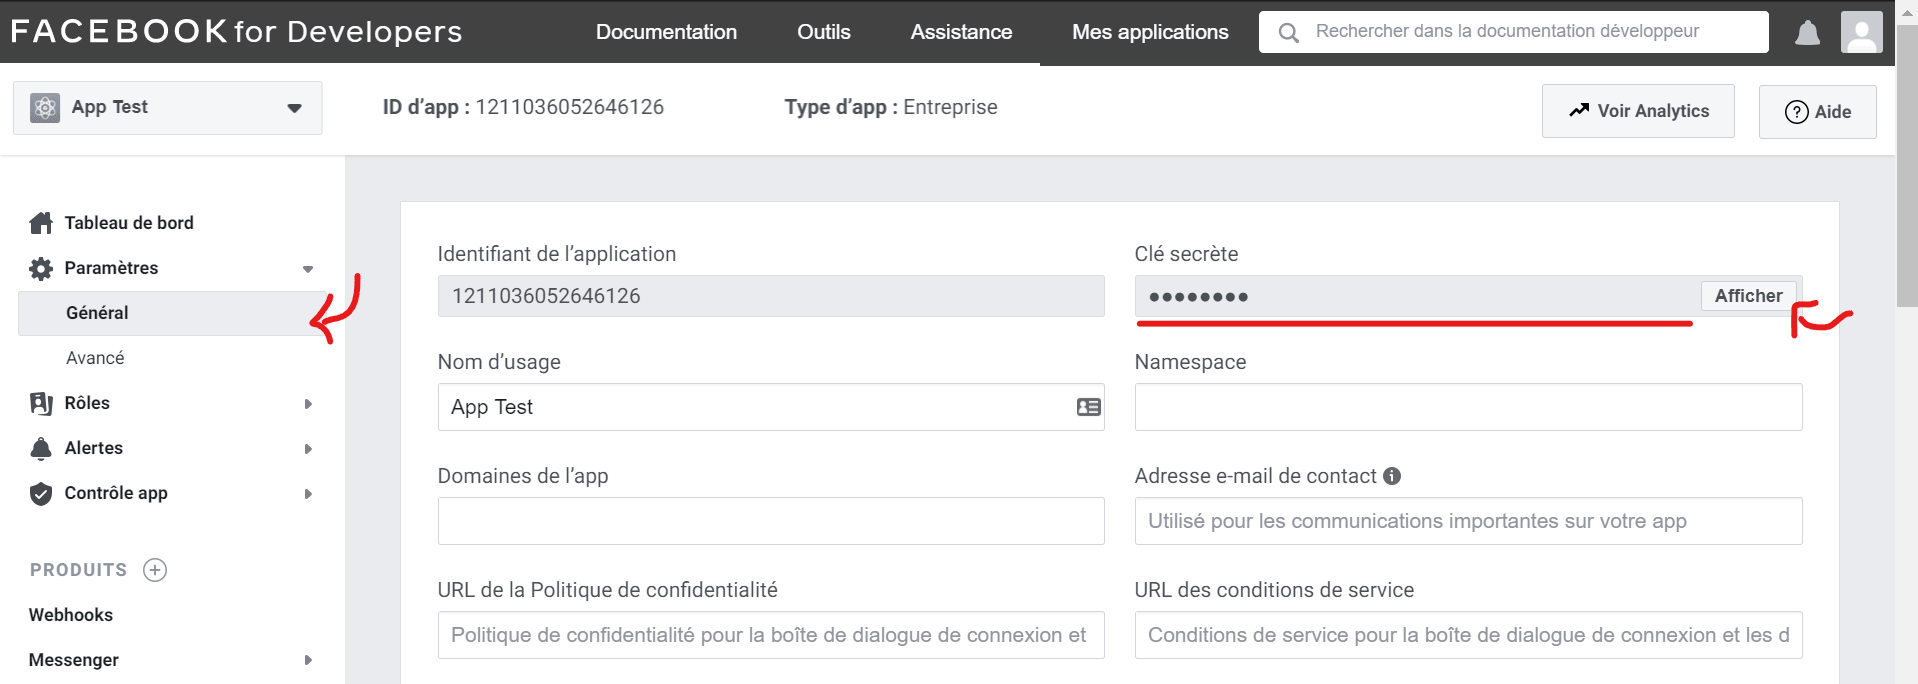 FACEBOOK for Developers
Documentation
Outils
Assistance
Mes applications
Rechercher dans la documentation développeur
App Test
ID d’app : 1211036052646126
Type d’app : Entreprise
Voir Analytics
Aide
Tableau de bord
Paramètres
Général
Avancé
Rôles
Alertes
Contrôle app
PRODUITS
Webhooks
Messenger
Identifiant de l’application
1211036052646126
Clé secrète
●●●●●●●●
Afficher
Nom d’usage
App Test
Namespace
Domaines de l’app
Adresse e-mail de contact
Utilisé pour les communications importantes sur votre app
URL de la Politique de confidentialité
Politique de confidentialité pour la boîte de dialogue de connexion et
URL des conditions de service
Conditions de service pour la boîte de dialogue de connexion et les d